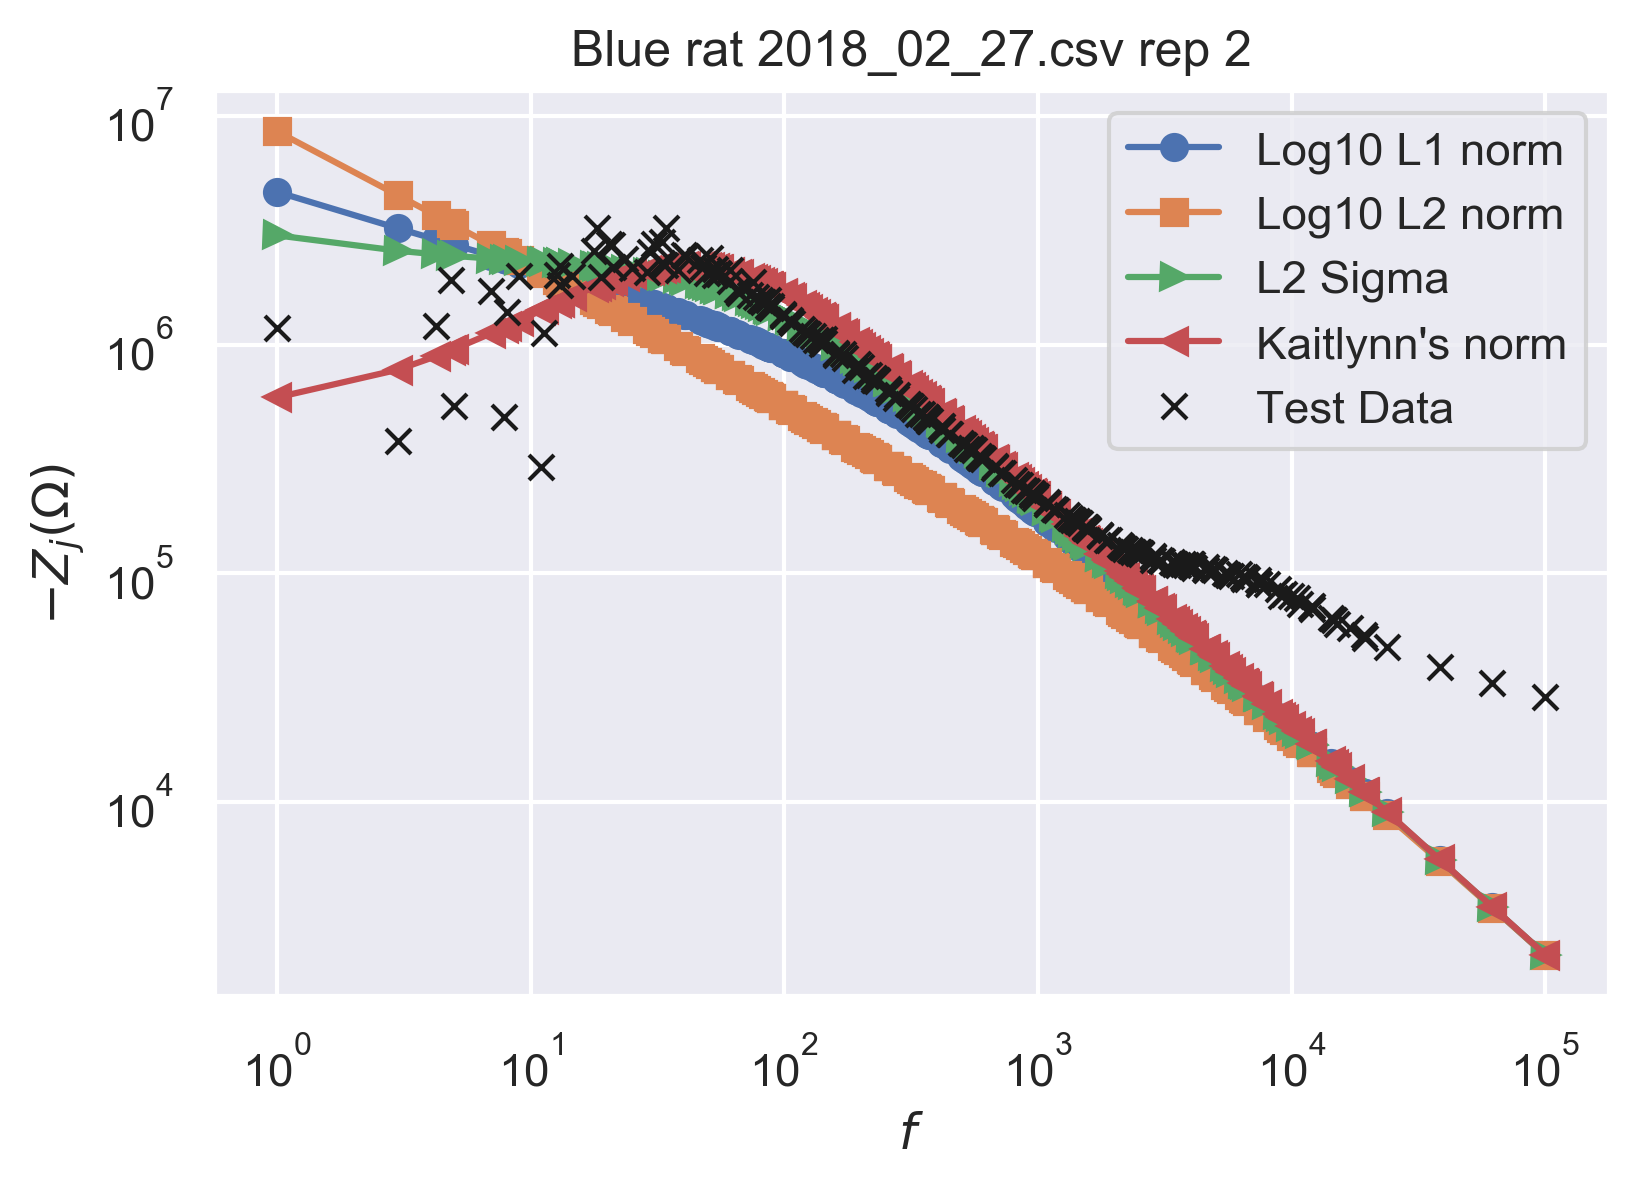 Blue rat 2018_02_27.csv rep 2
Log10 L1 norm
Log10 L2 norm
L2 Sigma
Kaitlynn's norm
Test Data
−Z_j(Ω)
10^7
10^6
10^5
10^4
10^0 10^1 10^2 10^3 10^4 10^5
f